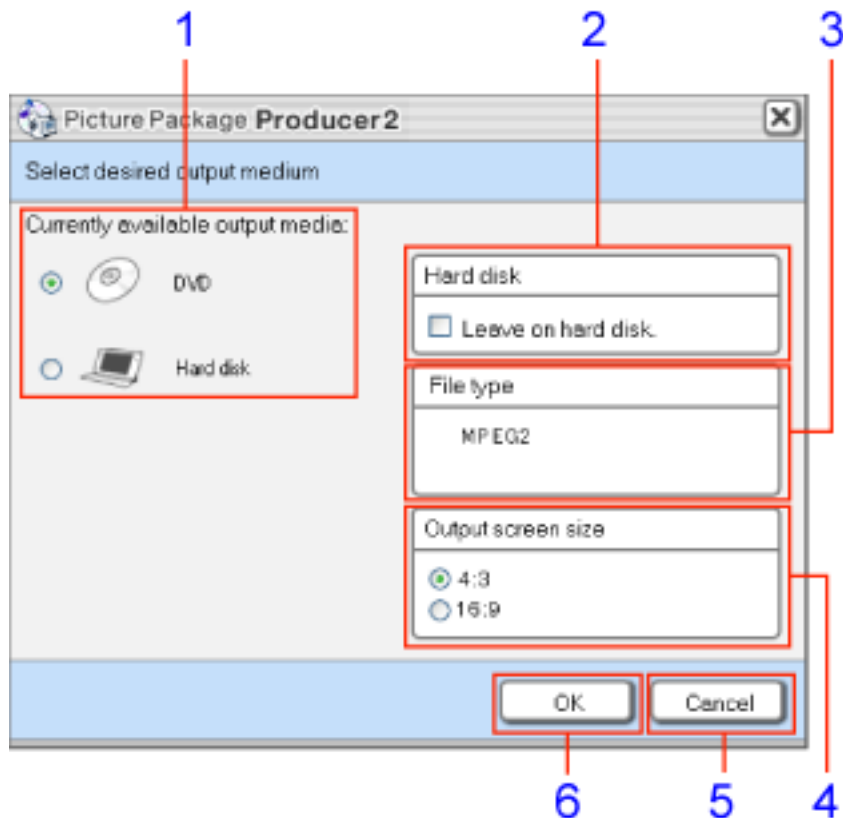 1 2 3
Picture Package Producer2
Select desired output medium
Currently available output media:
DVD
Hard disk
Hard disk
Leave on hard disk.
File type
MPEG2
Output screen size
4:3
16:9
OK
Cancel
6 5 4